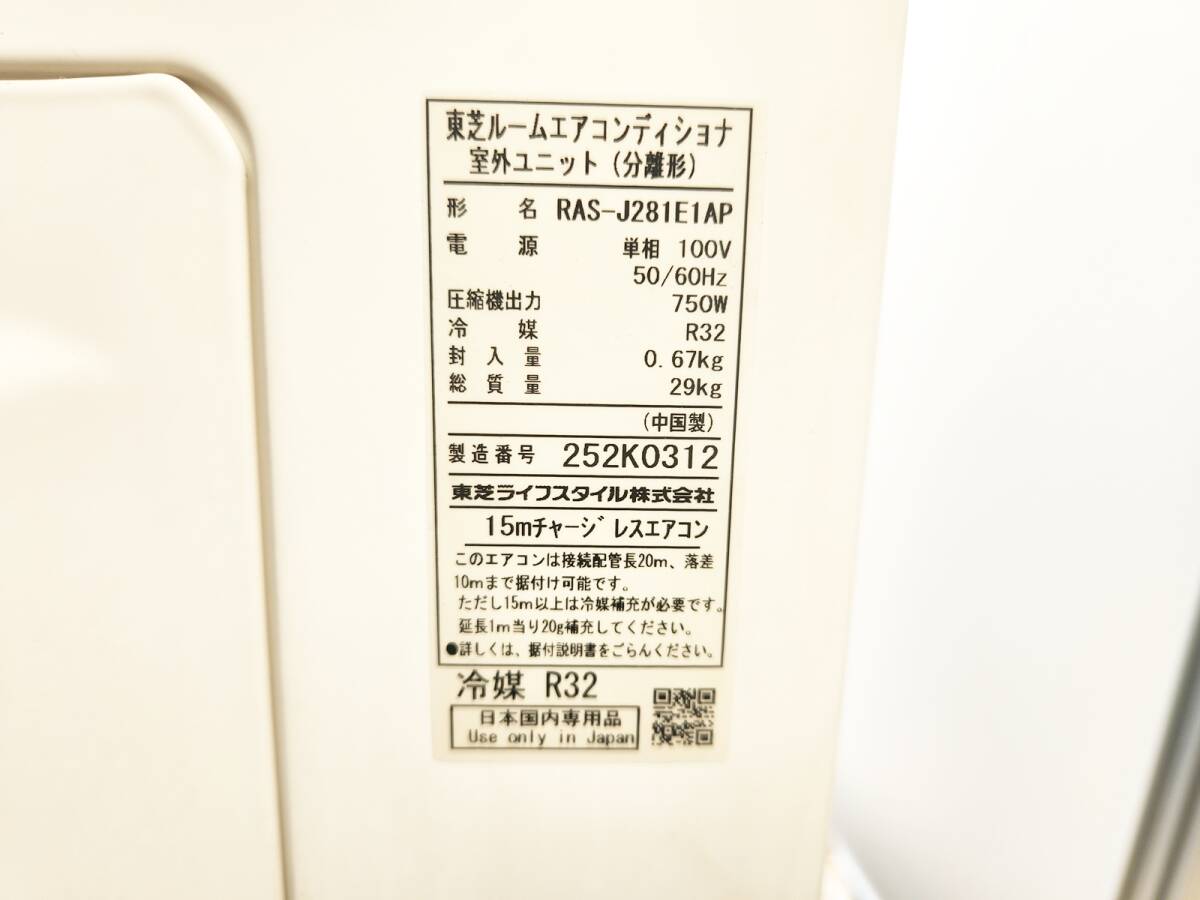 東芝ルームエアコンディショナ
室外ユニット(分離形)
形 名 RAS-J281E1AP
電 源 単相 100V
50/60Hz
圧縮機出力 750W
冷 媒 R32
封 入 量 0.67kg
総 質 量 29kg
(中国製)
製造番号 252K0312
東芝ライフスタイル株式会社
15mチャージレスエアコン
このエアコンは接続配管長20m、落差
10mまで据付け可能です。
ただし15m以上は冷媒補充が必要です。
延長1m当り20g補充してください。
●詳しくは、据付説明書をごらんください。
冷媒 R32
日本国内専用品
Use only in Japan